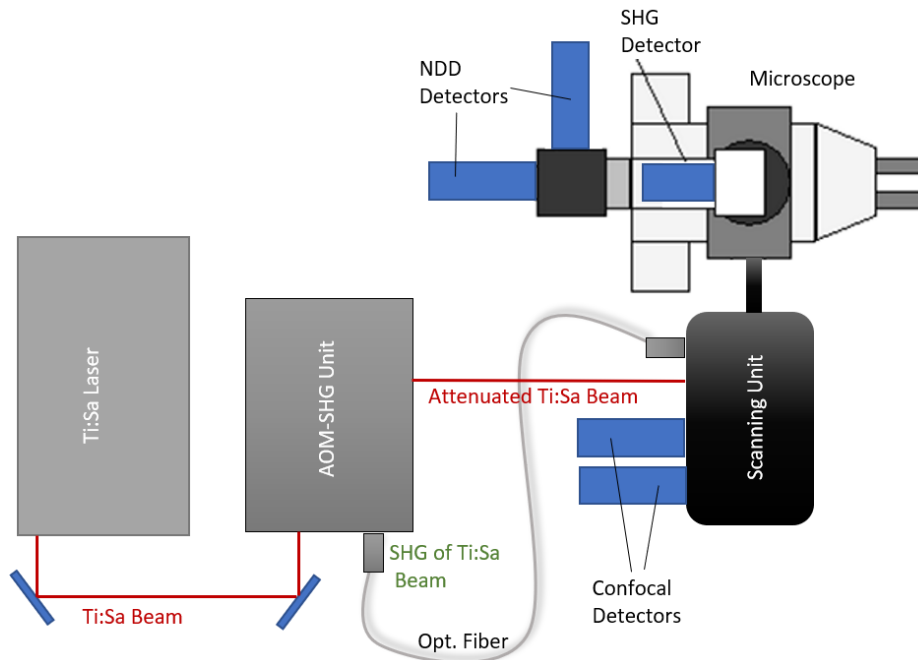 SHG
Detector
NDD
Detectors
Microscope
Ti:Sa Laser
AOM-SHG Unit
Attenuated Ti:Sa Beam
Scanning Unit
SHG of Ti:Sa
Beam
Ti:Sa Beam
Opt. Fiber
Confocal
Detectors